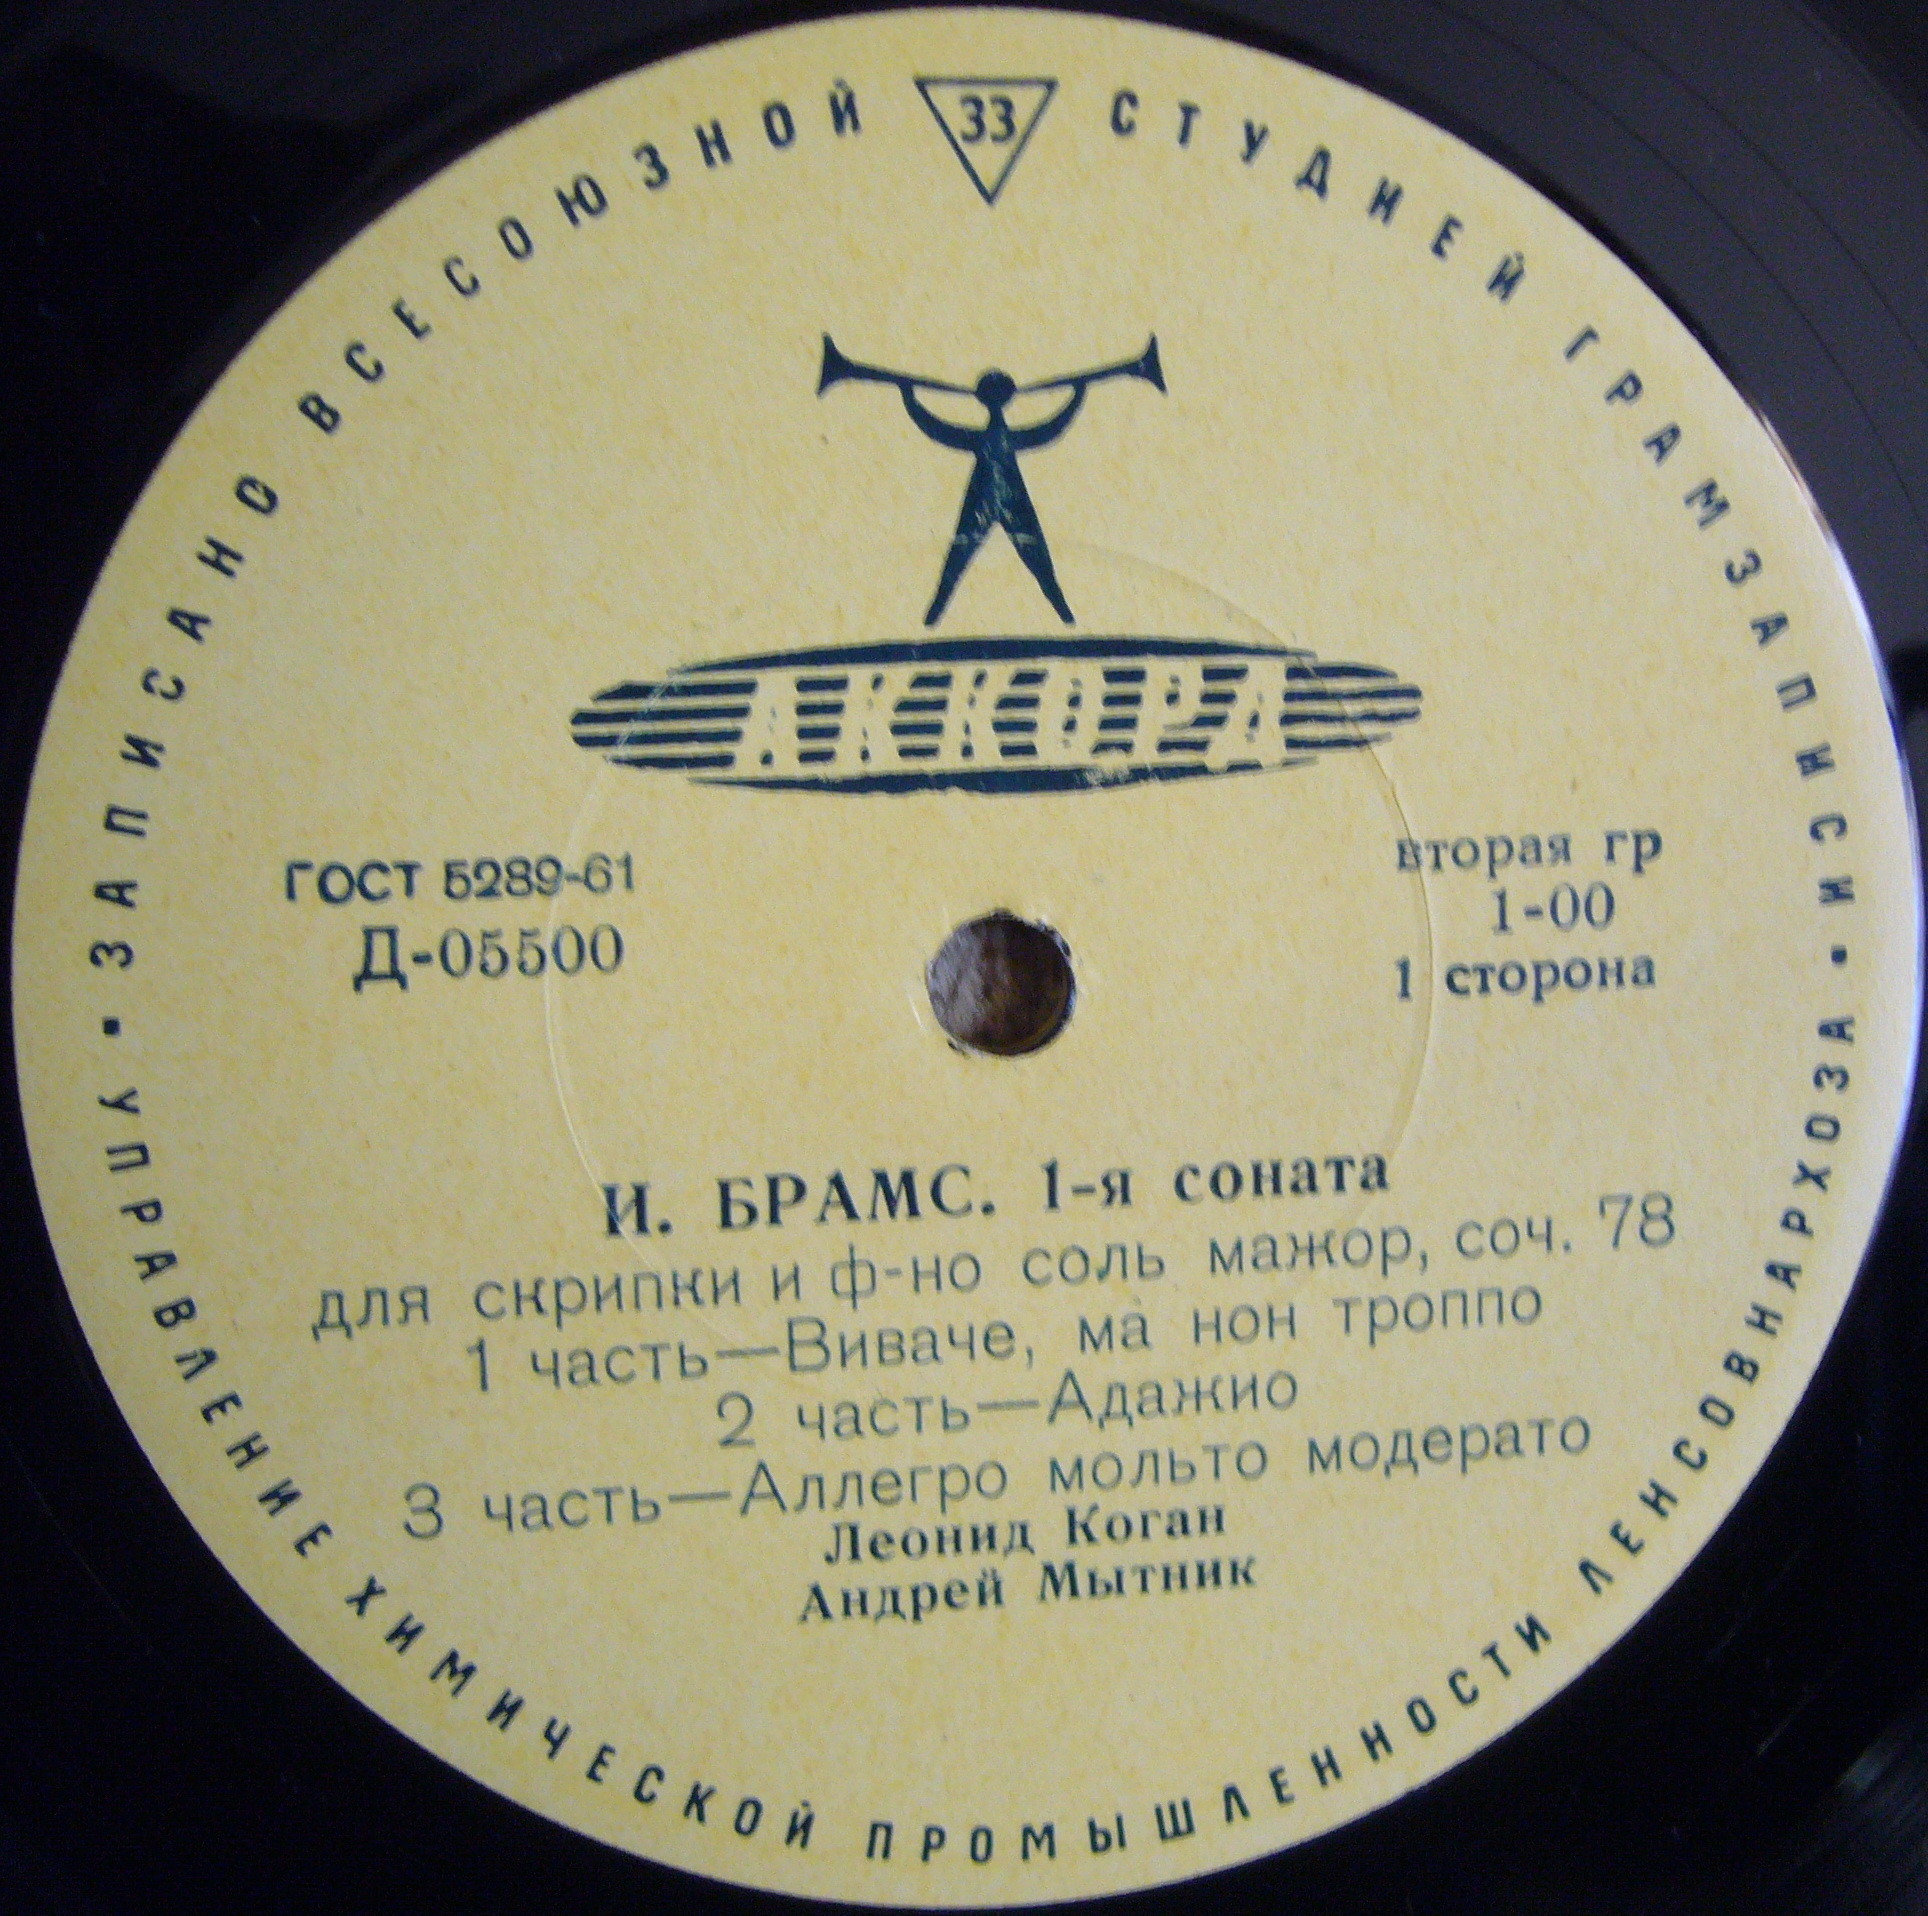 ЗАПИСАНО ВСЕСОЮЗНОЙ СТУДИЕЙ ГРАМЗАПИСИ
33
АККОРД
ГОСТ 5289-61
Д-05500
вторая гр
1-00
1 сторона
И. БРАМС. 1-я соната
для скрипки и ф-но соль мажор, соч. 78
1 часть—Виваче, ма нон троппо
2 часть—Адажио
3 часть—Аллегро мольто модерато
Леонид Коган
Андрей Мытник
• УПРАВЛЕНИЕ ХИМИЧЕСКОЙ ПРОМЫШЛЕННОСТИ ЛЕНСОВНАРХОЗА •